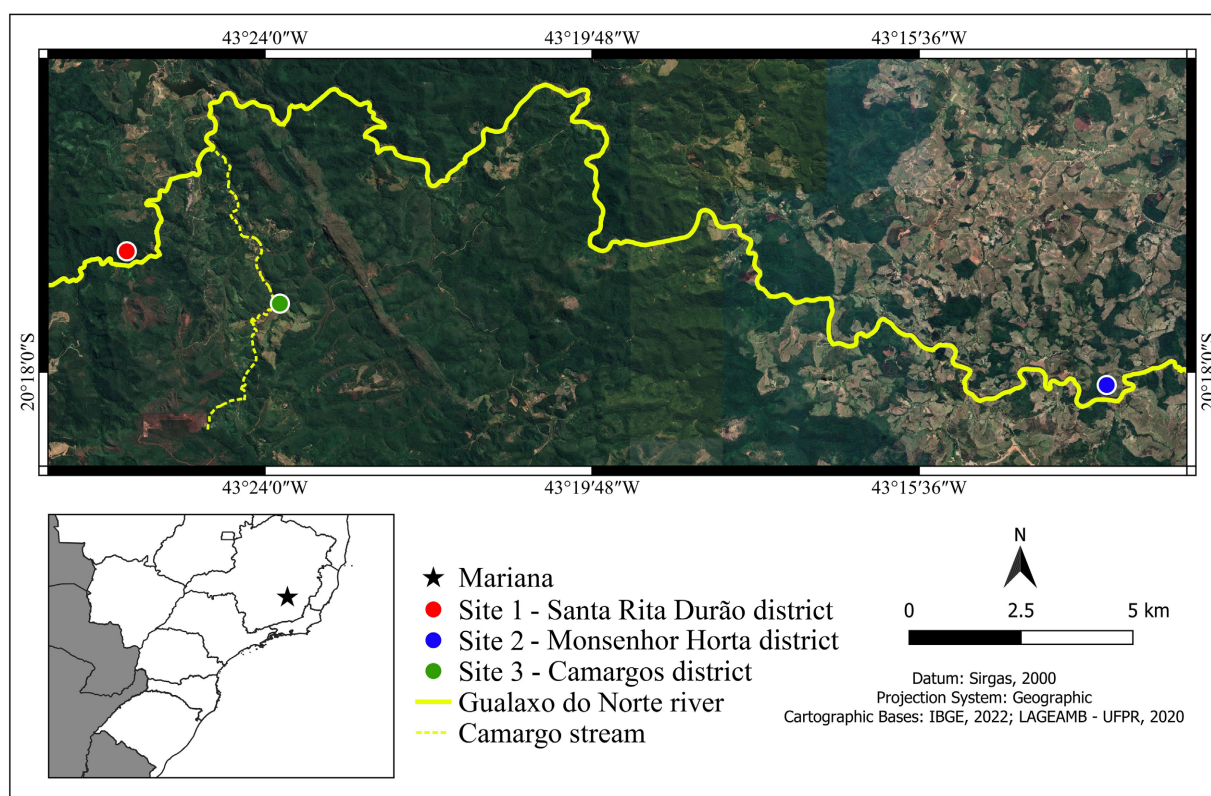 43°24'0"W 43°19'48"W 43°15'36"W
20°18'0"S 20°18'0"S
43°24'0"W 43°19'48"W 43°15'36"W
Mariana
Site 1 - Santa Rita Durão district
Site 2 - Monsenhor Horta district
Site 3 - Camargos district
Gualaxo do Norte river
Camargo stream
N
0 2.5 5 km
Datum: Sirgas, 2000
Projection System: Geographic
Cartographic Bases: IBGE, 2022; LAGEAMB - UFPR, 2020